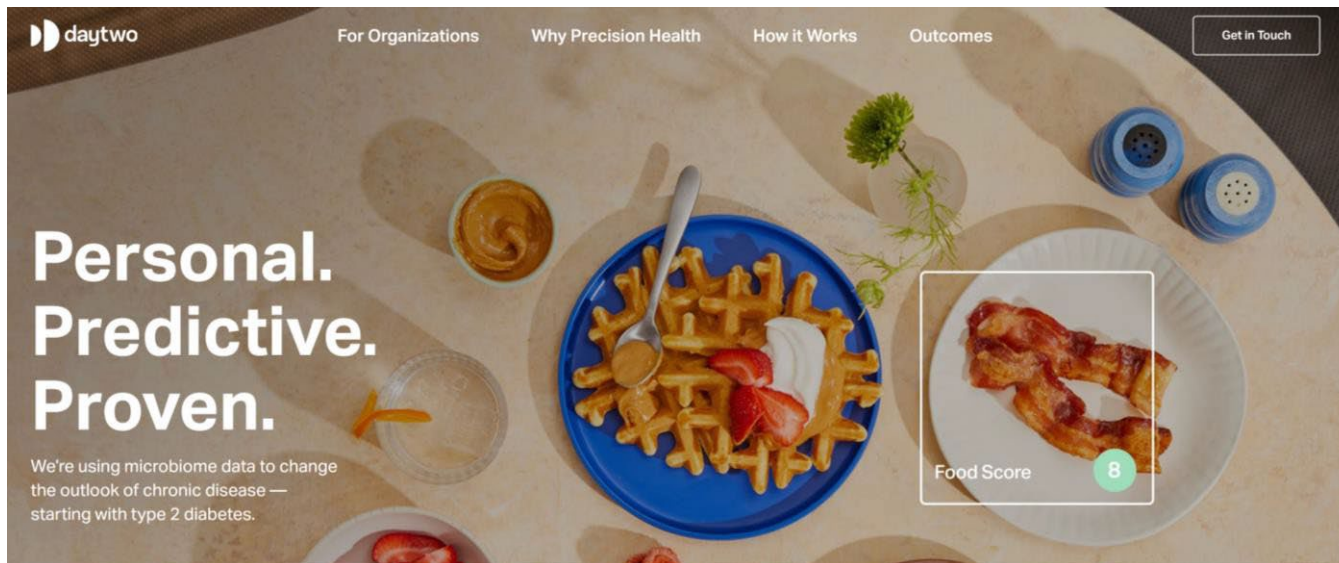 daytwo
For Organizations
Why Precision Health
How it Works
Outcomes
Get in Touch
Personal.
Predictive.
Proven.
We're using microbiome data to change
the outlook of chronic disease —
starting with type 2 diabetes.
Food Score
8